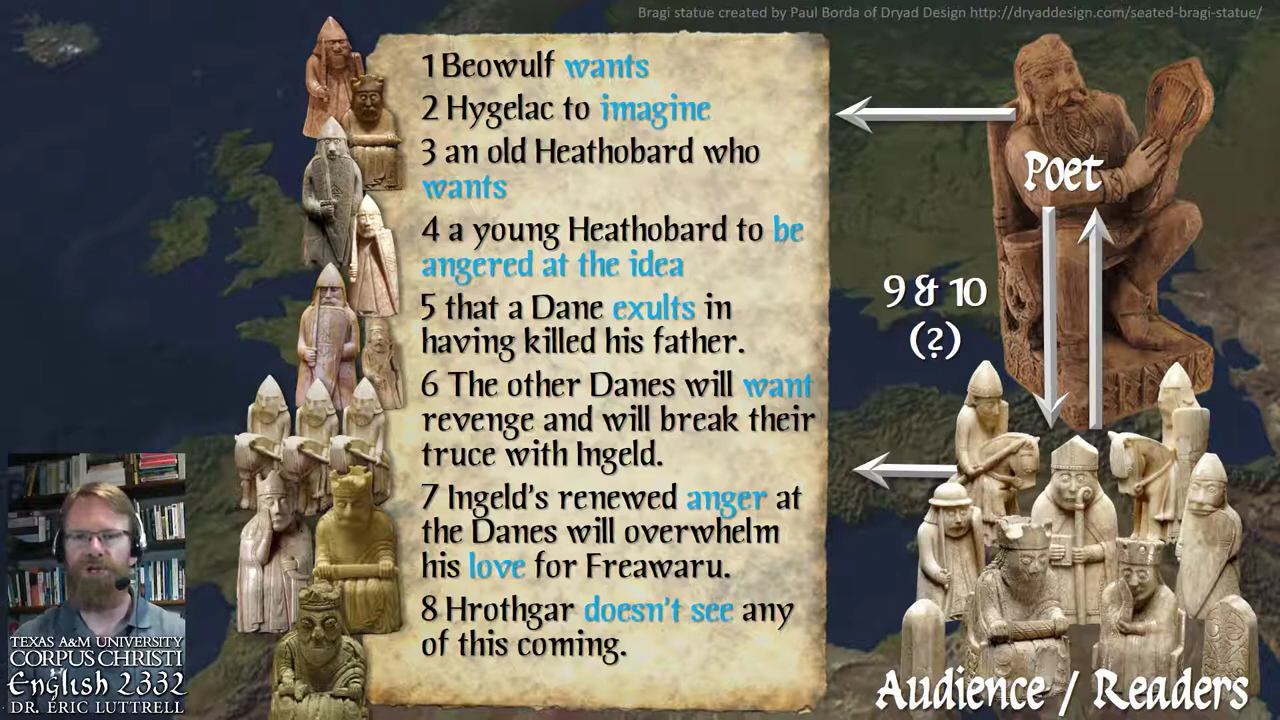 Bragi statue created by Paul Borda of Dryad Design http://dryaddesign.com/seated-bragi-statue/
1 Beowulf wants
2 Hygelac to imagine
3 an old Heathobard who
wants
4 a young Heathobard to be
angered at the idea
5 that a Dane exults in
having killed his father.
6 The other Danes will want
revenge and will break their
truce with Ingeld.
7 Ingeld's renewed anger at
the Danes will overwhelm
his love for Freawaru.
8 Hrothgar doesn't see any
of this coming.
Poet
9 & 10
(?)
Audience / Readers
TEXAS A&M UNIVERSITY
CORPUS CHRISTI
English 2332
DR. ERIC LUTTRELL